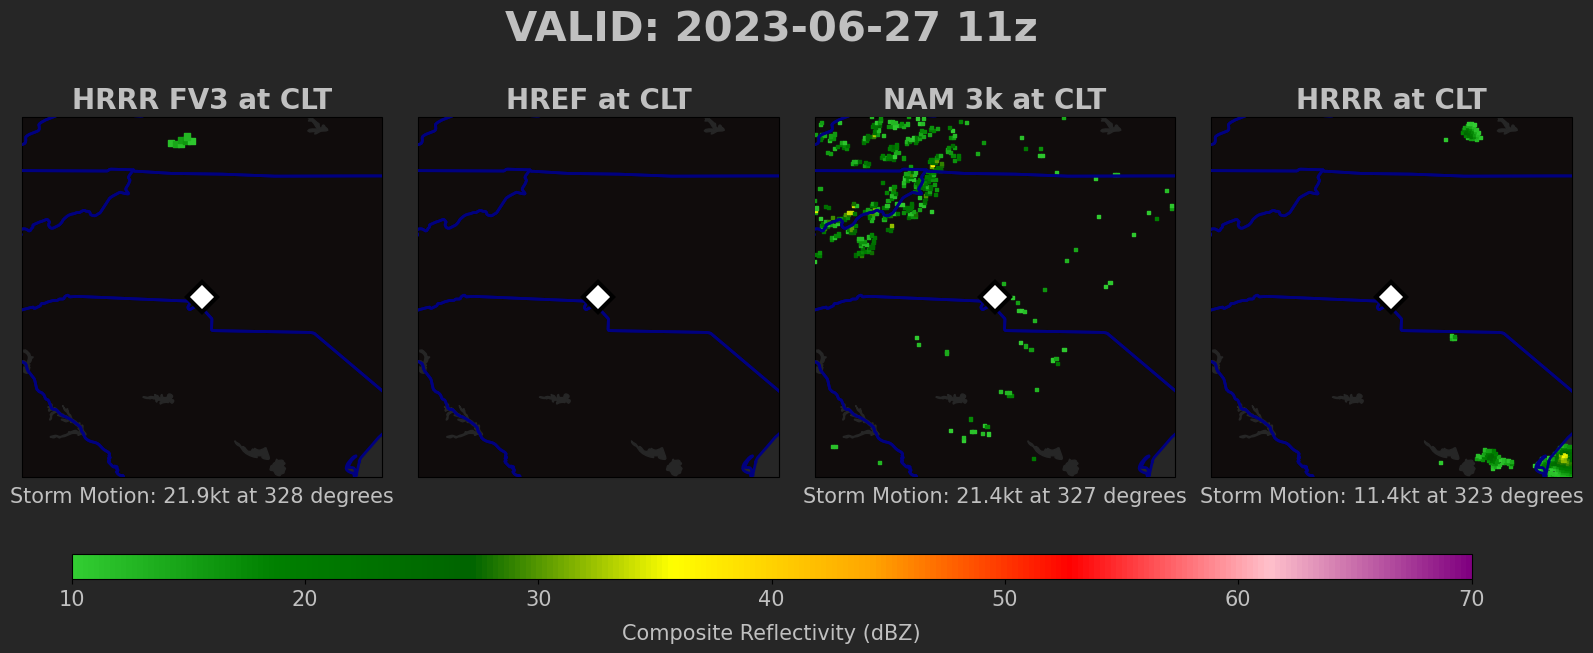 VALID: 2023-06-27 11z
HRRR FV3 at CLT
HREF at CLT
NAM 3k at CLT
HRRR at CLT
Storm Motion: 21.9kt at 328 degrees
Storm Motion: 21.4kt at 327 degrees
Storm Motion: 11.4kt at 323 degrees
10 20 30 40 50 60 70
Composite Reflectivity (dBZ)